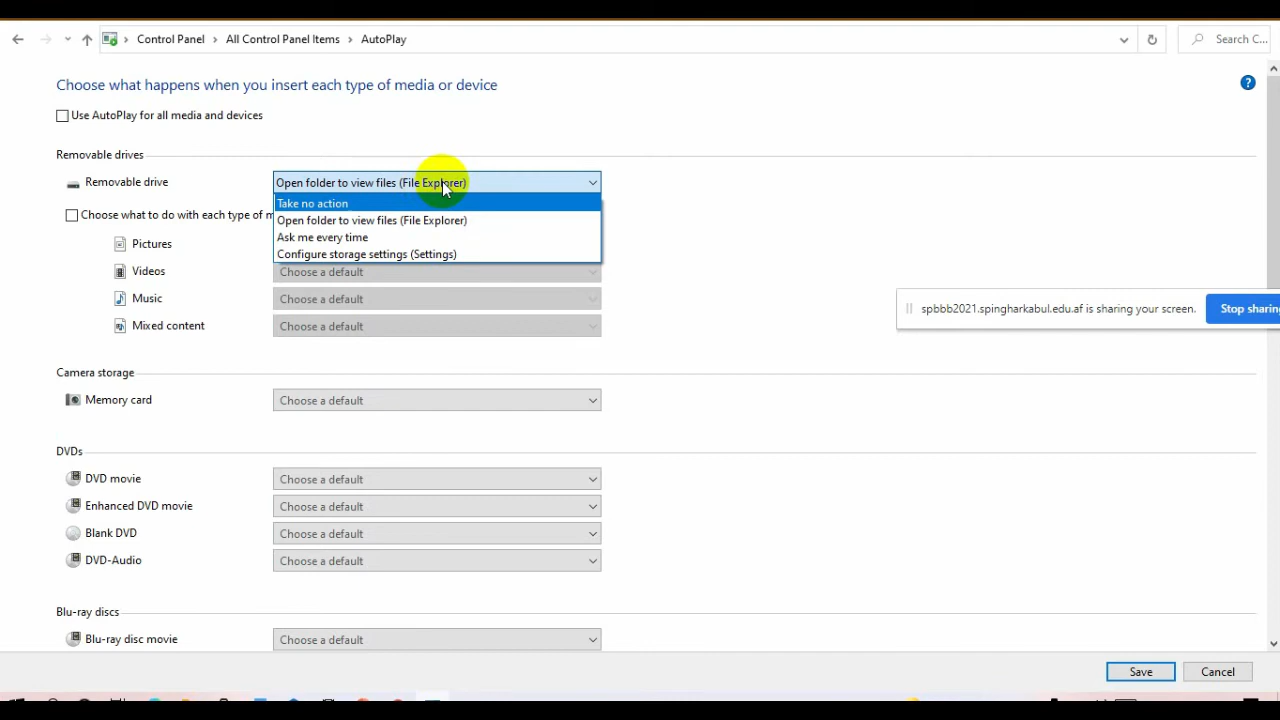 Control Panel > All Control Panel Items > AutoPlay
Search C...
Choose what happens when you insert each type of media or device
Use AutoPlay for all media and devices
Removable drives
Removable drive
Open folder to view files (File Explorer)
Take no action
Open folder to view files (File Explorer)
Ask me every time
Configure storage settings (Settings)
Choose what to do with each type of m
Pictures
Videos
Choose a default
Music
Choose a default
Mixed content
Choose a default
spbbb2021.spingharkabul.edu.af is sharing your screen.
Stop sharing
Camera storage
Memory card
Choose a default
DVDs
DVD movie
Choose a default
Enhanced DVD movie
Choose a default
Blank DVD
Choose a default
DVD-Audio
Choose a default
Blu-ray discs
Blu-ray disc movie
Choose a default
Save
Cancel